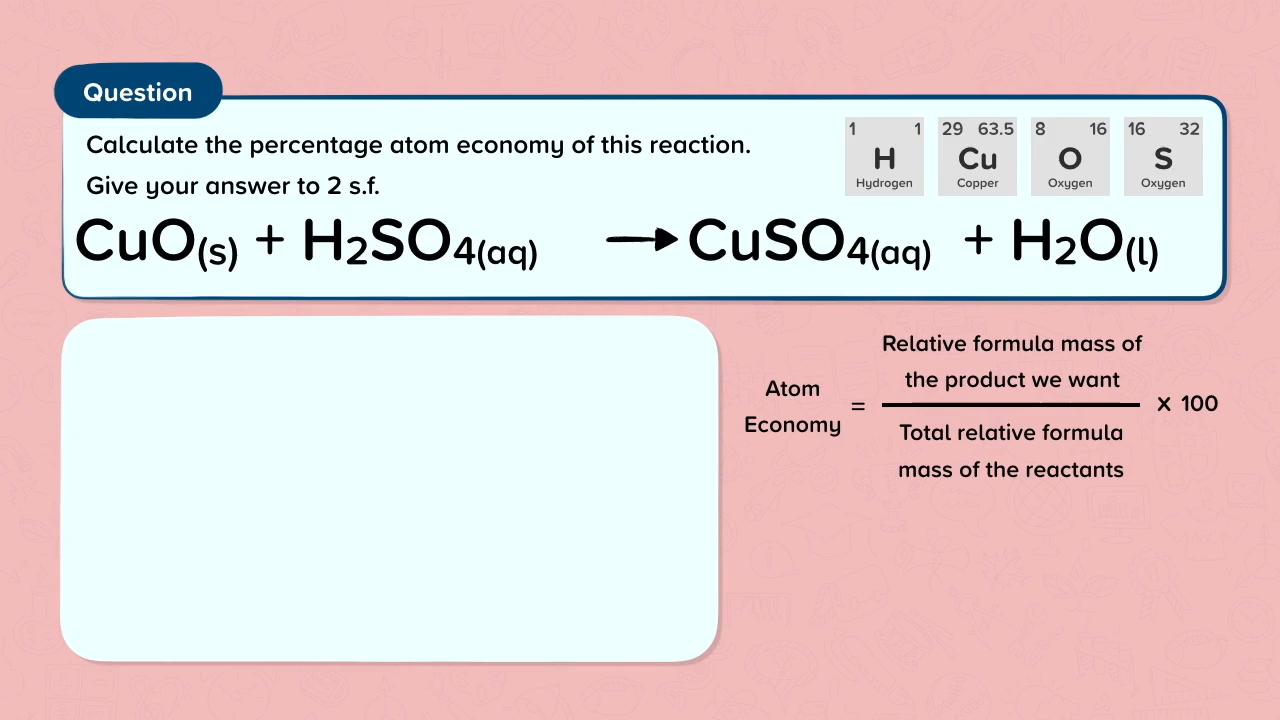 Question
Calculate the percentage atom economy of this reaction.
Give your answer to 2 s.f.
1 1
H
Hydrogen
29 63.5
Cu
Copper
8 16
O
Oxygen
16 32
S
Oxygen
CuO(s) + H₂SO₄(aq) → CuSO₄(aq) + H₂O(l)
Atom
Economy
=
Relative formula mass of
the product we want
Total relative formula
mass of the reactants
x 100